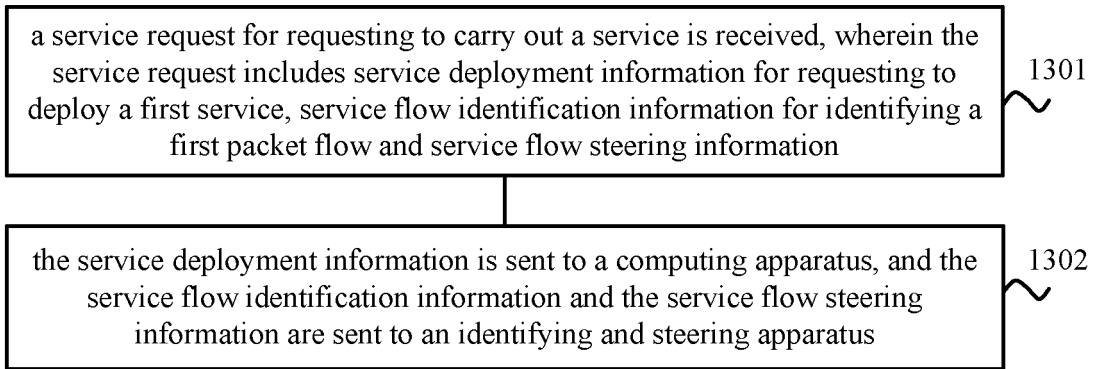 a service request for requesting to carry out a service is received, wherein the
service request includes service deployment information for requesting to
deploy a first service, service flow identification information for identifying a
first packet flow and service flow steering information
1301
the service deployment information is sent to a computing apparatus, and the
service flow identification information and the service flow steering
information are sent to an identifying and steering apparatus
1302